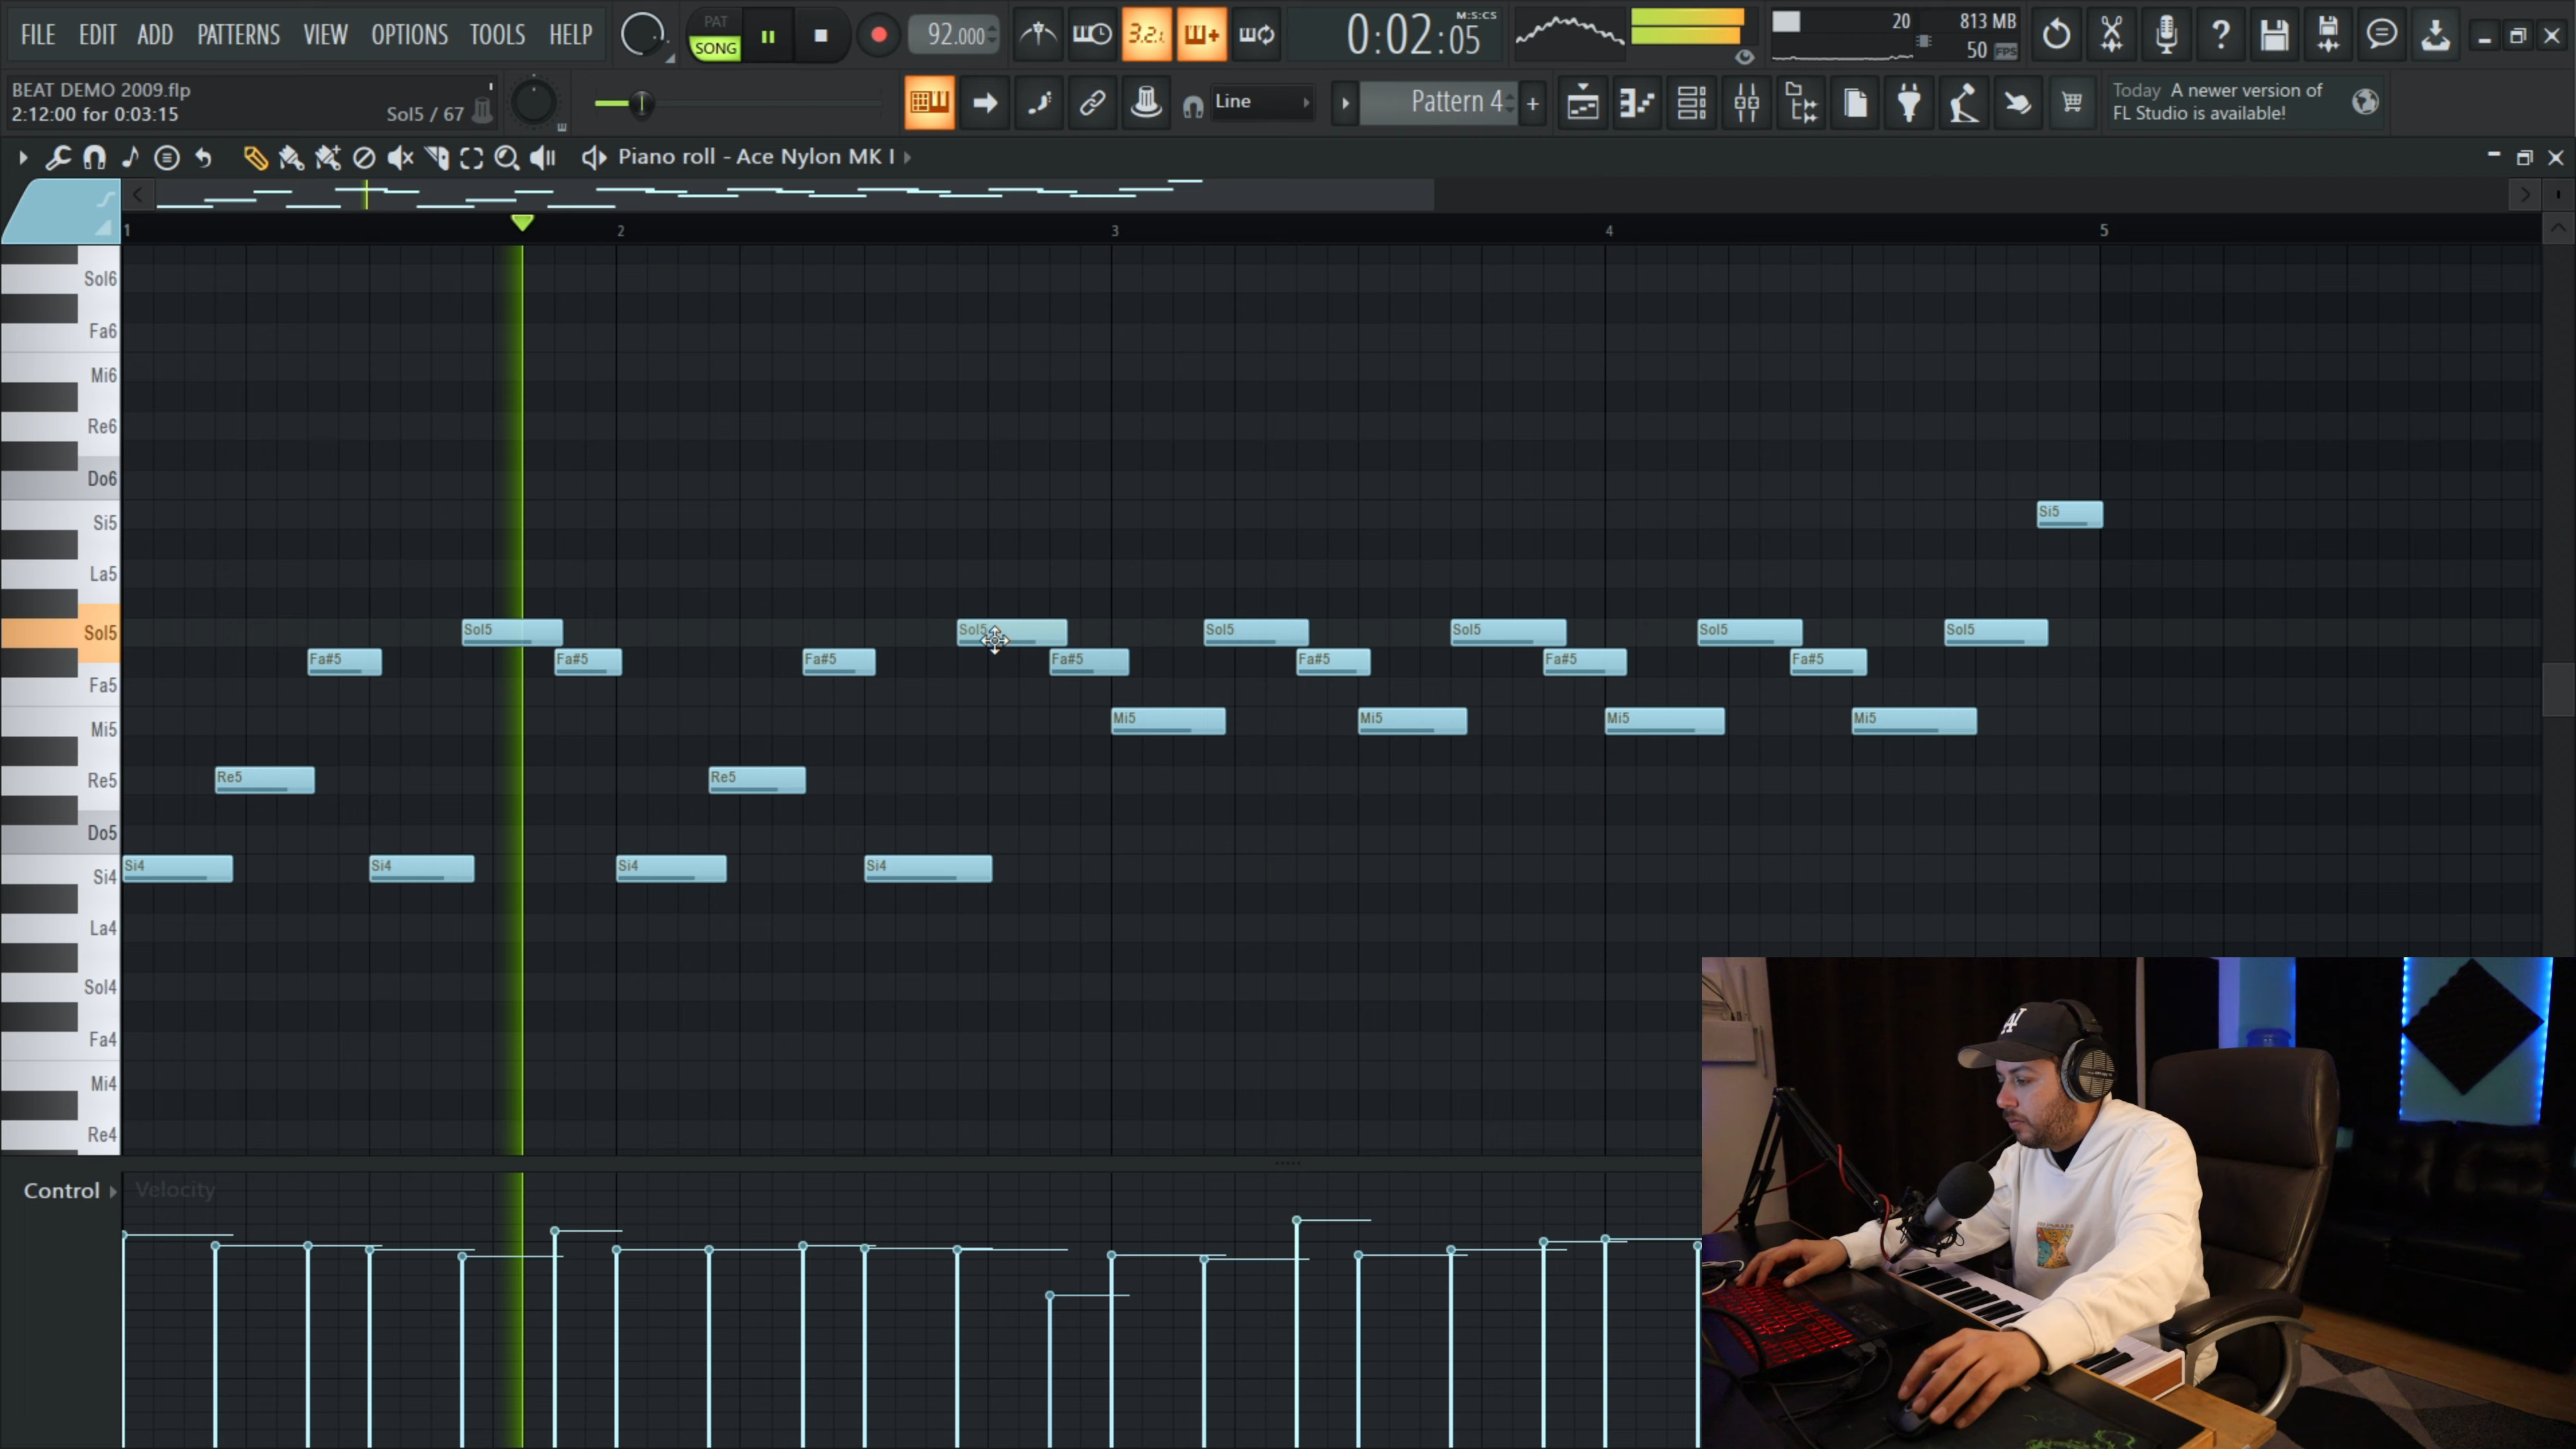 FILE EDIT ADD PATTERNS VIEW OPTIONS TOOLS HELP
PAT
SONG
92.000
3.2.
0:02:05
M:S:CS
20
813 MB
50
FPS
BEAT DEMO 2009.flp
2:12:00 for 0:03:15
Sol5 / 67
Line
Pattern 4
+
Today A newer version of
FL Studio is available!
Piano roll - Ace Nylon MK I
1 2 3 4 5
Sol6
Fa6
Mi6
Re6
Do6
Si5 Si5
La5
Sol5 Sol5 Sol5 Sol5 Sol5 Sol5 Sol5
Fa#5 Fa#5 Fa#5 Fa#5 Fa#5 Fa#5 Fa#5
Fa5
Mi5 Mi5 Mi5 Mi5 Mi5
Re5 Re5 Re5
Do5
Si4 Si4 Si4 Si4 Si4
La4
Sol4
Fa4
Mi4
Re4
Control Velocity